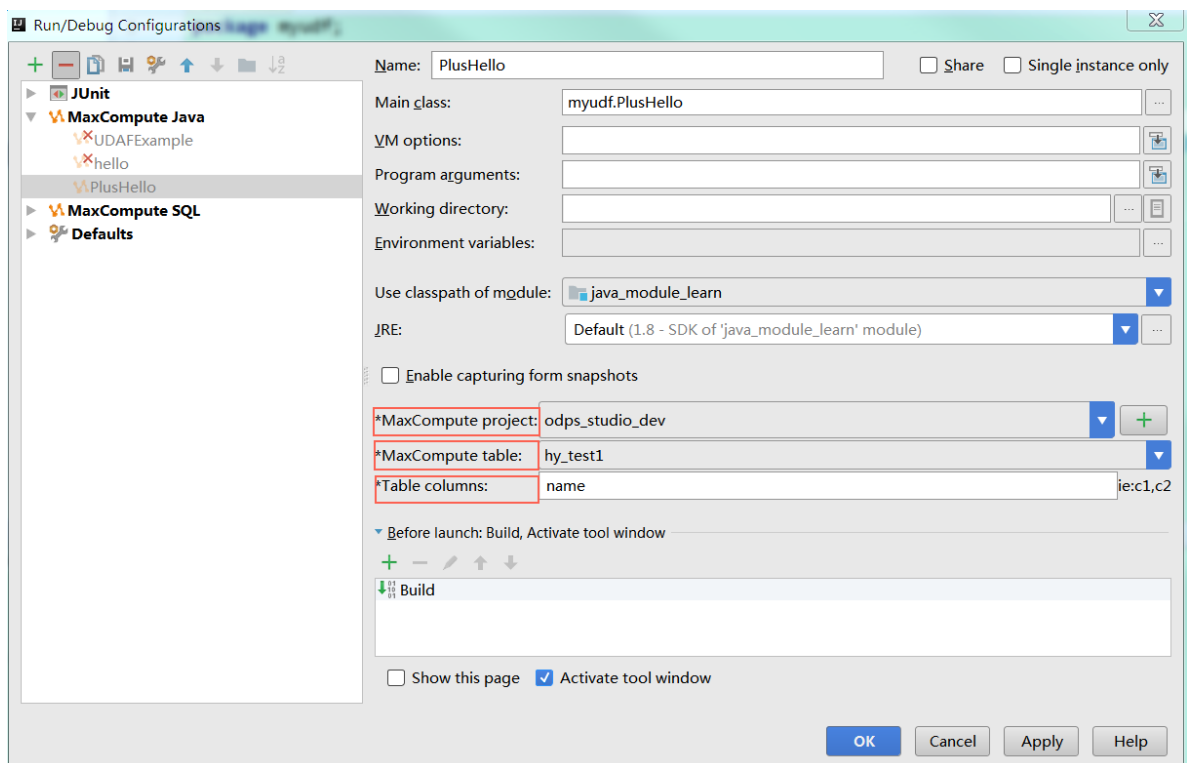 Run/Debug Configurations
package myudf;
Name: PlusHello
Share
Single instance only
JUnit
MaxCompute Java
UDAFExample
hello
PlusHello
MaxCompute SQL
Defaults
Main class: myudf.PlusHello
VM options:
Program arguments:
Working directory:
Environment variables:
Use classpath of module: java_module_learn
JRE: Default (1.8 - SDK of 'java_module_learn' module)
Enable capturing form snapshots
*MaxCompute project: odps_studio_dev
*MaxCompute table: hy_test1
*Table columns: name ie:c1,c2
Before launch: Build, Activate tool window
Build
Show this page
Activate tool window
OK
Cancel
Apply
Help